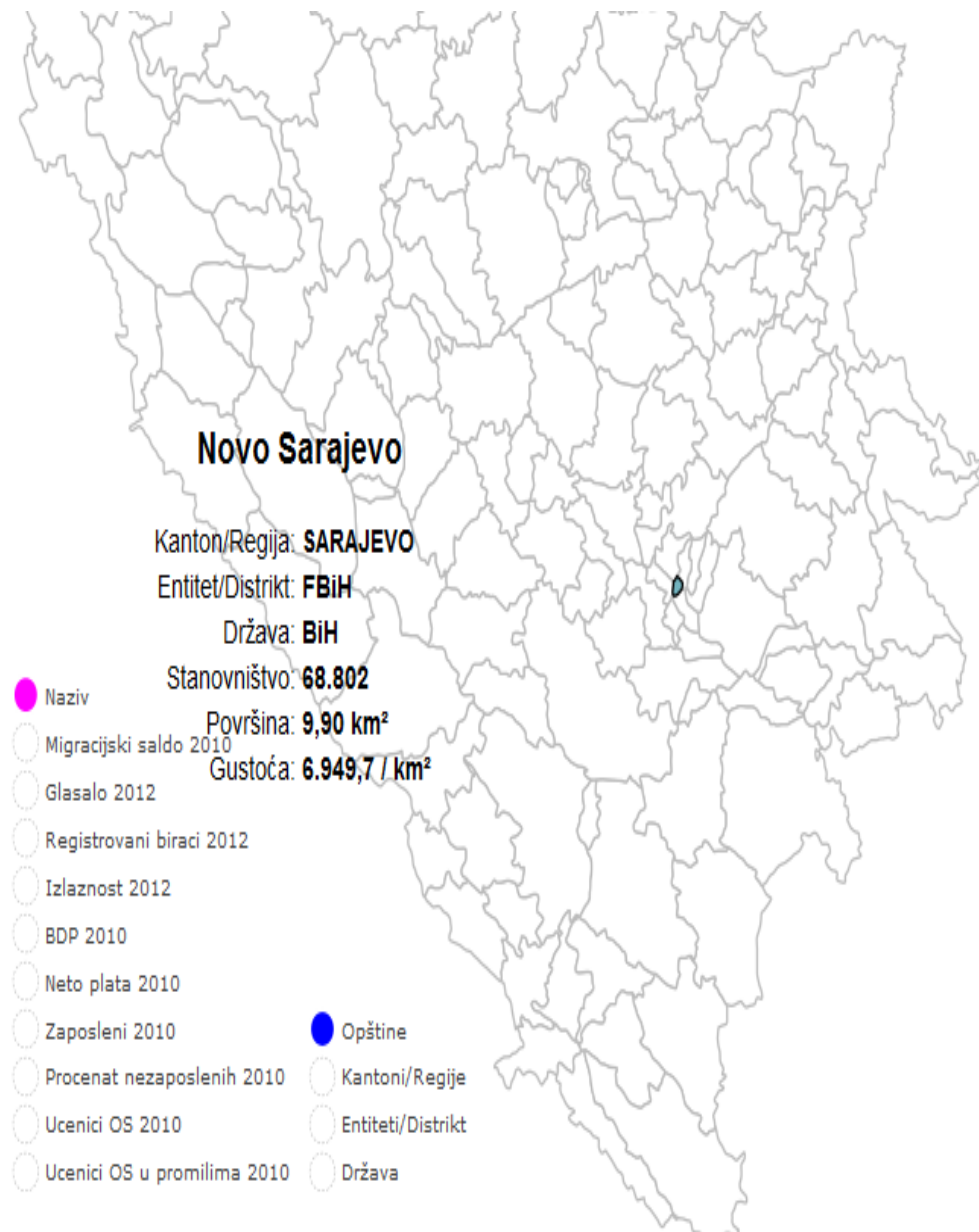 Novo Sarajevo
Kanton/Regija: SARAJEVO
Entitet/Distrikt: FBiH
Država: BiH
Stanovništvo: 68.802
Površina: 9,90 km²
Gustoća: 6.949,7 / km²
Naziv
Migracijski saldo 2010
Glasalo 2012
Registrovani biraci 2012
Izlaznost 2012
BDP 2010
Neto plata 2010
Zaposleni 2010
Procenat nezaposlenih 2010
Ucenici OS 2010
Ucenici OS u promilima 2010
Opštine
Kantoni/Regije
Entiteti/Distrikt
Država